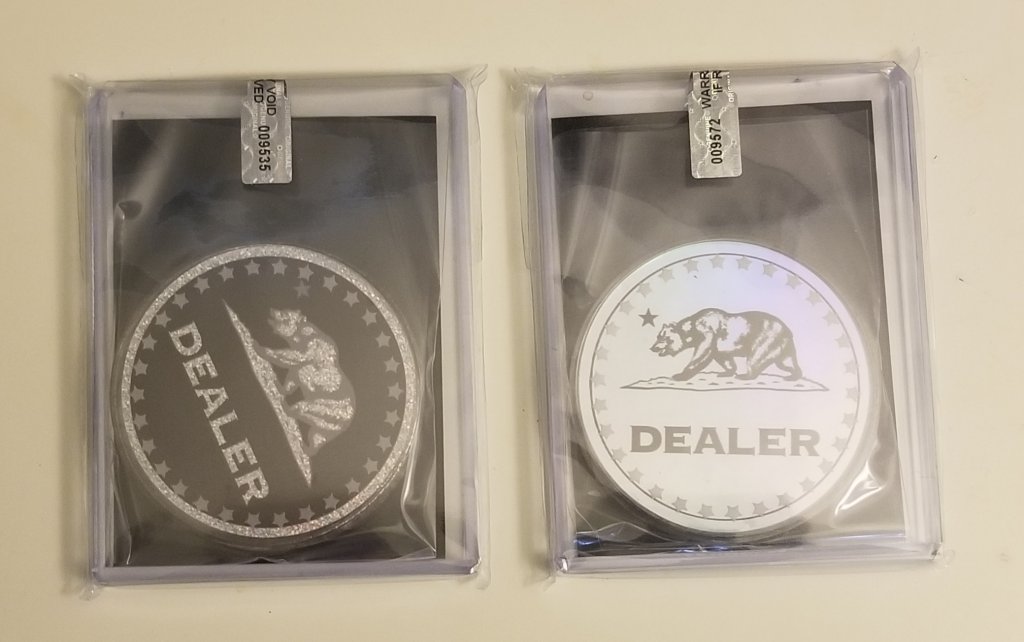 VOID
VED
009535
DEALER
WARR
IF R
009572
DEALER